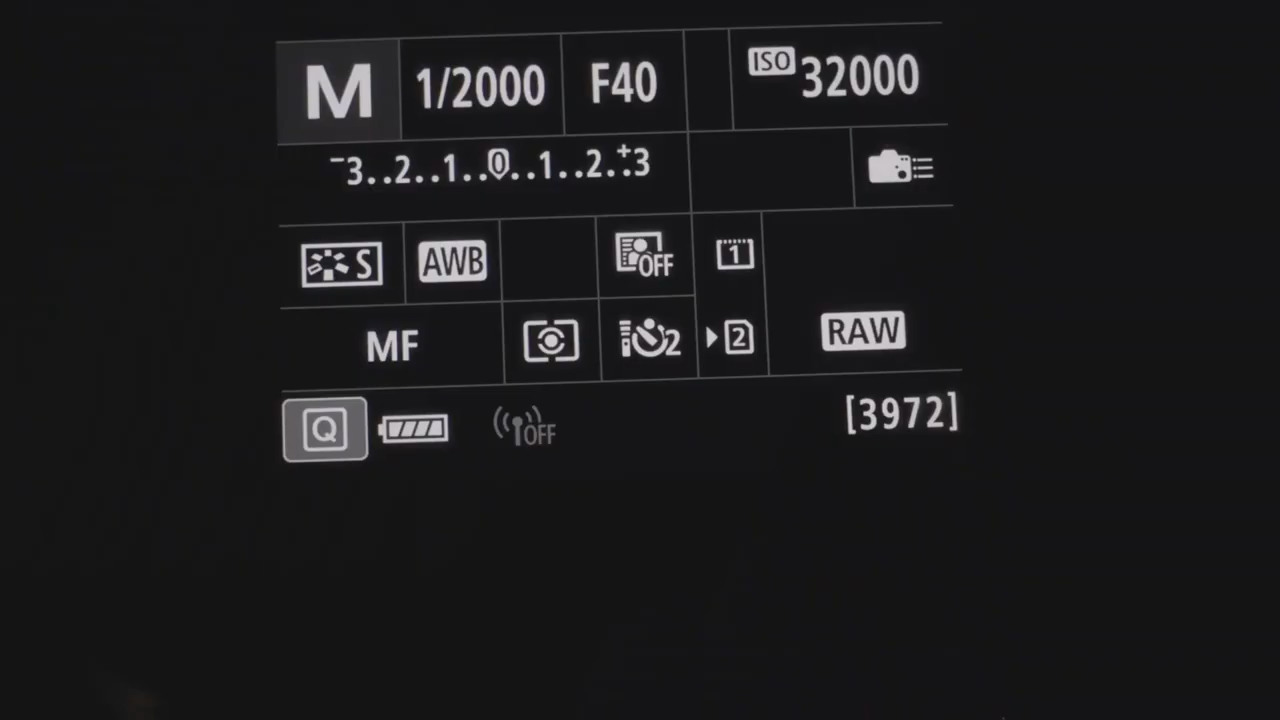 M 1/2000 F40 ISO 32000
-3..2..1..0..1..2..+3
S AWB OFF 1
MF 2 2 RAW
Q OFF [3972]